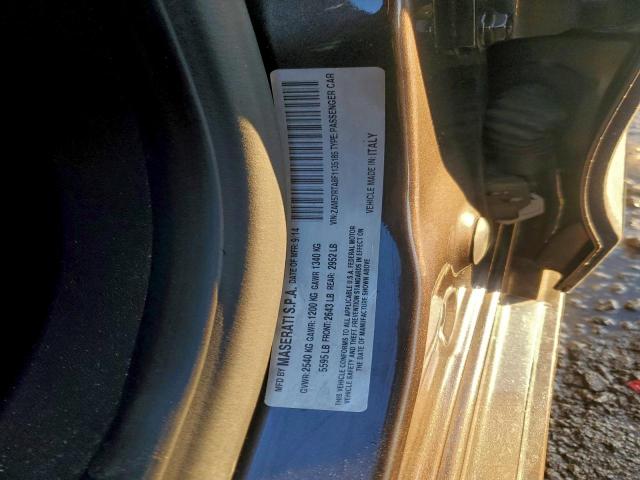 MFD BY MASERATI S.P.A. DATE OF MFR: 9/14
GVWR: 2540 KG GAWR: 1200 KG GAWR 1340 KG
5595 LB FRONT: 2643 LB REAR: 2952 LB
THIS VEHICLE CONFORMS TO ALL APPLICABLE U.S.A. FEDERAL MOTOR
VEHICLE SAFETY AND THEFT PREVENTION STANDARDS IN EFFECT ON
THE DATE OF MANUFACTURE SHOWN ABOVE
VIN:ZAM57RTA8F1135186 TYPE:PASSENGER CAR
VEHICLE MADE IN: ITALY